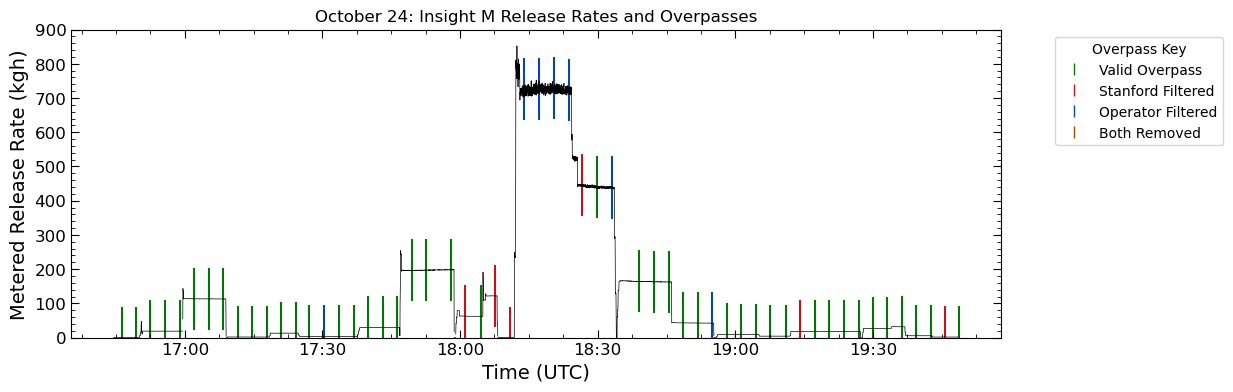 October 24: Insight M Release Rates and Overpasses
Metered Release Rate (kgh)
900
800
700
600
500
400
300
200
100
0
17:00 17:30 18:00 18:30 19:00 19:30
Time (UTC)
Overpass Key
Valid Overpass
Stanford Filtered
Operator Filtered
Both Removed